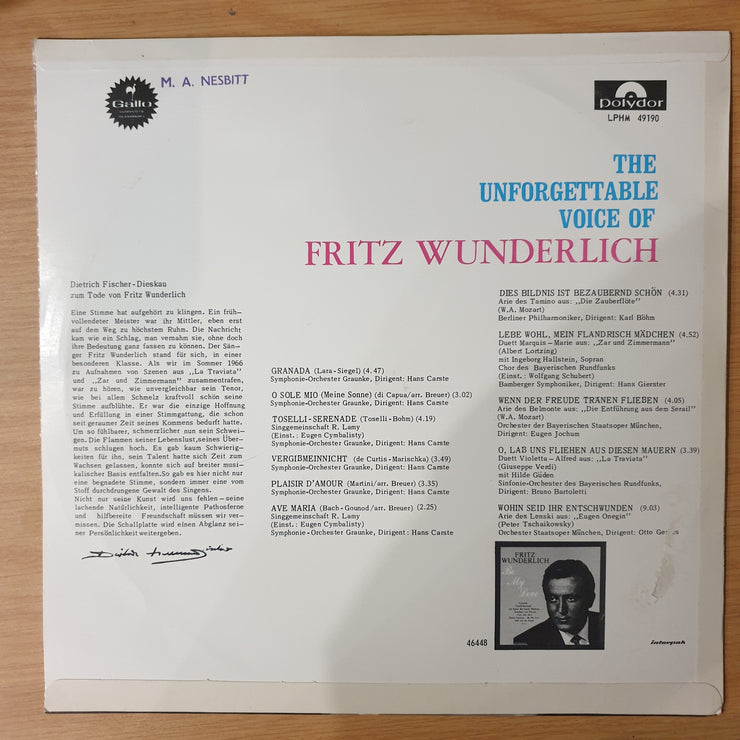 Gallo
M. A. NESBITT
polydor
LPHM 49190
THE
UNFORGETTABLE
VOICE OF
FRITZ WUNDERLICH
Dietrich Fischer-Dieskau
zum Tode von Fritz Wunderlich
Eine Stimme hat aufgehört zu klingen. Ein früh-
vollendeter Meister war ihr Mittler, eben erst
auf dem Weg zu höchstem Ruhm. Die Nachricht
kam wie ein Schlag, man vernahm sie, ohne doch
ihre Bedeutung ganz fassen zu können. Der Sän-
ger Fritz Wunderlich stand für sich, in einer
besonderen Klasse. Als wir im Sommer 1966
zu Aufnahmen von Szenen aus „La Traviata"
und „Zar und Zimmermann" zusammentrafen,
war zu hören, wie unvergleichbar sein Tenor,
wie bei allem Schmelz kraftvoll schön seine
Stimme aufblühte. Er war die einzige Hoffnung
und Erfüllung in einer Stimmgattung, die schon
seit geraumer Zeit seines Kommens bedurft hatte.
Um so fühlbarer, schmerzlicher nun sein Schwei-
gen. Die Flammen seiner Lebenslust,seines Über-
muts schlugen hoch. Es gab kaum Schwierig-
keiten für ihn, sein Talent hatte sich Zeit zum
Wachsen gelassen, konnte sich auf breiter musi-
kalischer Basis entfalten. Er besass nicht nur
eine begnadete Stimme, sondern immer eine vom
Stoff durchdrungene Gewalt des Singens.
Nicht nur seine Kunst wird uns fehlen–seine
lachende Natürlichkeit, intelligente Pathosferne
und hilfbereite Freundschaft müssen wir ver-
missen. Die Schallplatte wird einen Abglanz sei-
ner Persönlichkeit weitergeben.
GRANADA (Lara-Siegel) (4.47)
Symphonie-Orchester Graunke, Dirigent: Hans Carste
O SOLE MIO (Meine Sonne) (di Capua/arr. Breuer) (3.02)
Symphonie-Orchester Graunke, Dirigent: Hans Carste
TOSELLI-SERENADE (Toselli-Bohm) (4.19)
Singgemeinschaft R. Lamy
(Einst.: Eugen Cymbalisty)
Symphonie-Orchester Graunke, Dirigent: Hans Carste
VERGIßMEINNICHT (de Curtis-Marischka) (3.49)
Symphonie-Orchester Graunke, Dirigent: Hans Carste
PLAISIR D'AMOUR (Martini/arr. Breuer) (3.35)
Symphonie-Orchester Graunke, Dirigent: Hans Carste
AVE MARIA (Bach-Gounod/arr. Breuer) (2.25)
Singgemeinschaft R. Lamy
(Einst.: Eugen Cymbalisty)
Symphonie-Orchester Graunke, Dirigent: Hans Carste
DIES BILDNIS IST BEZAUBERND SCHÖN (4.31)
Arie des Tamino aus: „Die Zauberflöte"
(W.A. Mozart)
Berliner Philharmoniker, Dirigent: Karl Böhm
LEBE WOHL, MEIN FLANDRISCH MÄDCHEN (4.52)
Duett Marquis-Marie aus: "Zar und Zimmermann"
(Albert Lortzing)
mit Ingeborg Hallstein, Sopran
Chor des Bayerischen Rundfunks
(Einst.: Wolfgang Schubert)
Bamberger Symphoniker, Dirigent: Hans Gierster
WENN DER FREUDE TRÄNEN FLIEßEN (4.05)
Arie des Belmonte aus: „Die Entführung aus dem Serail"
(W.A. Mozart)
Orchester der Bayerischen Staatsoper München,
Dirigent: Eugen Jochum
O, LAß UNS FLIEHEN AUS DIESEN MAUERN (3.39)
Duett Violetta-Alfred aus: „La Traviata"
(Giuseppe Verdi)
mit Hilde Güden
Sinfonie-Orchester des Bayerischen Rundfunks,
Dirigent: Bruno Bartoletti
WOHIN SEID IHR ENTSCHWUNDEN (9.03)
Arie des Lenski aus: "Eugen Onegin"
(Peter Tschaikowsky)
Orchester Staatsoper München, Dirigent: Otto
FRITZ
WUNDERLICH
Be
My
Love
46448
interpak